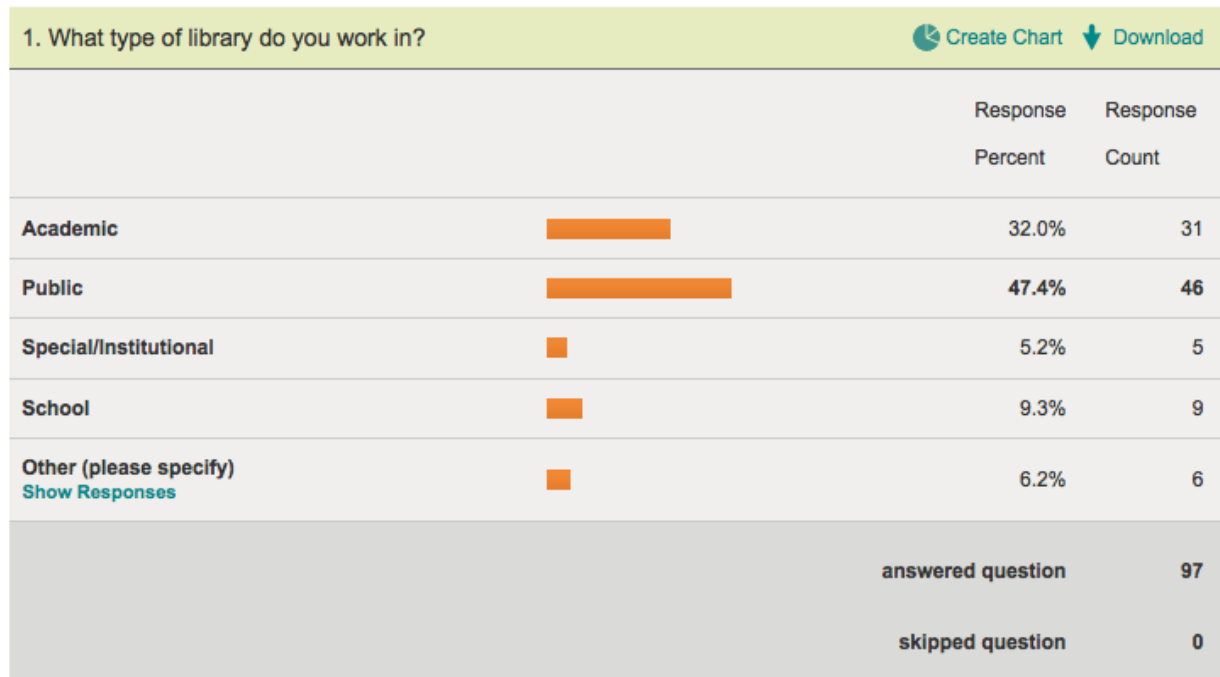 1. What type of library do you work in? Create Chart Download
Response Response
Percent Count
Academic 32.0% 31
Public 47.4% 46
Special/Institutional 5.2% 5
School 9.3% 9
Other (please specify)
Show Responses 6.2% 6
answered question 97
skipped question 0